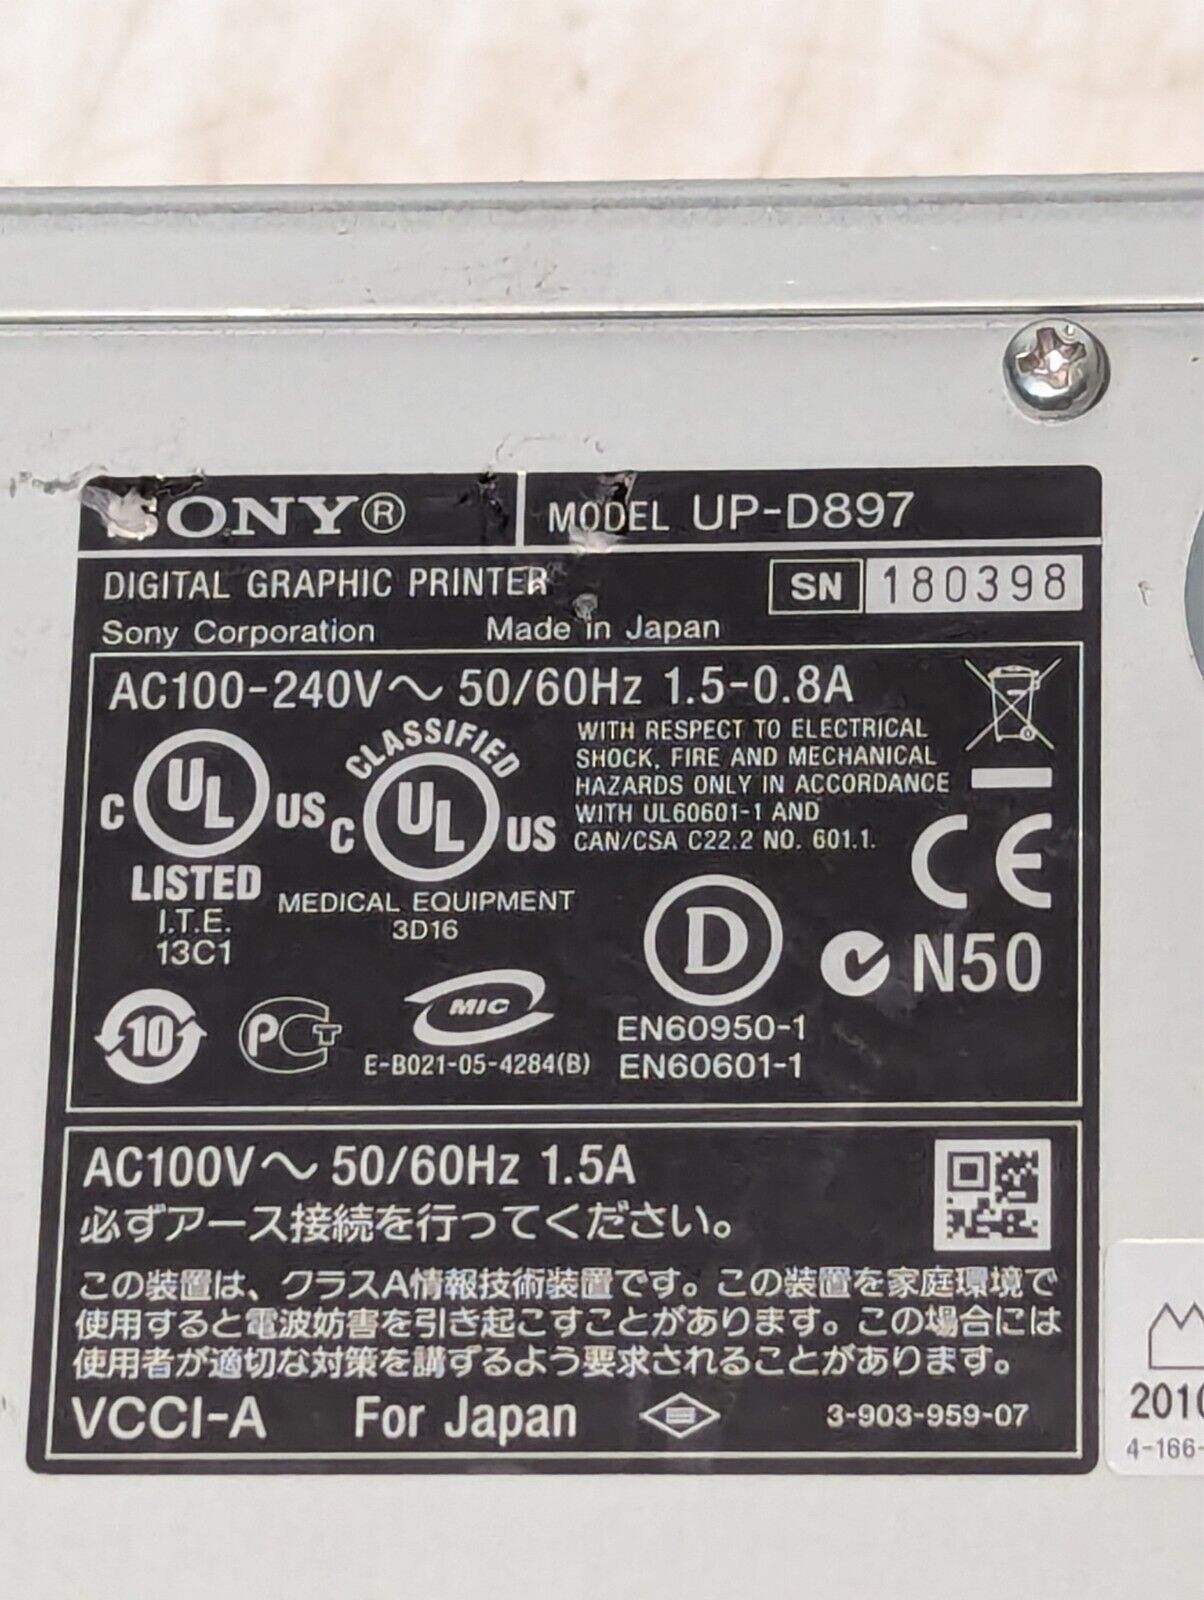 SONY®
MODEL UP-D897
DIGITAL GRAPHIC PRINTER
SN 180398
Sony Corporation Made in Japan
AC100-240V～ 50/60Hz 1.5-0.8A
C UL US
LISTED
I.T.E.
13C1
CLASSIFIED
C UL US
MEDICAL EQUIPMENT
3D16
WITH RESPECT TO ELECTRICAL
SHOCK, FIRE AND MECHANICAL
HAZARDS ONLY IN ACCORDANCE
WITH UL60601-1 AND
CAN/CSA C22.2 NO. 601.1.
CE
D
N50
10
PCT
MIC
E-B021-05-4284(B)
EN60950-1
EN60601-1
AC100V～ 50/60Hz 1.5A
必ずアース接続を行ってください。
この装置は、クラスA情報技術装置です。この装置を家庭環境で
使用すると電波妨害を引き起こすことがあります。この場合には
使用者が適切な対策を講ずるよう要求されることがあります。
VCCI-A For Japan
3-903-959-07
2010
4-166-